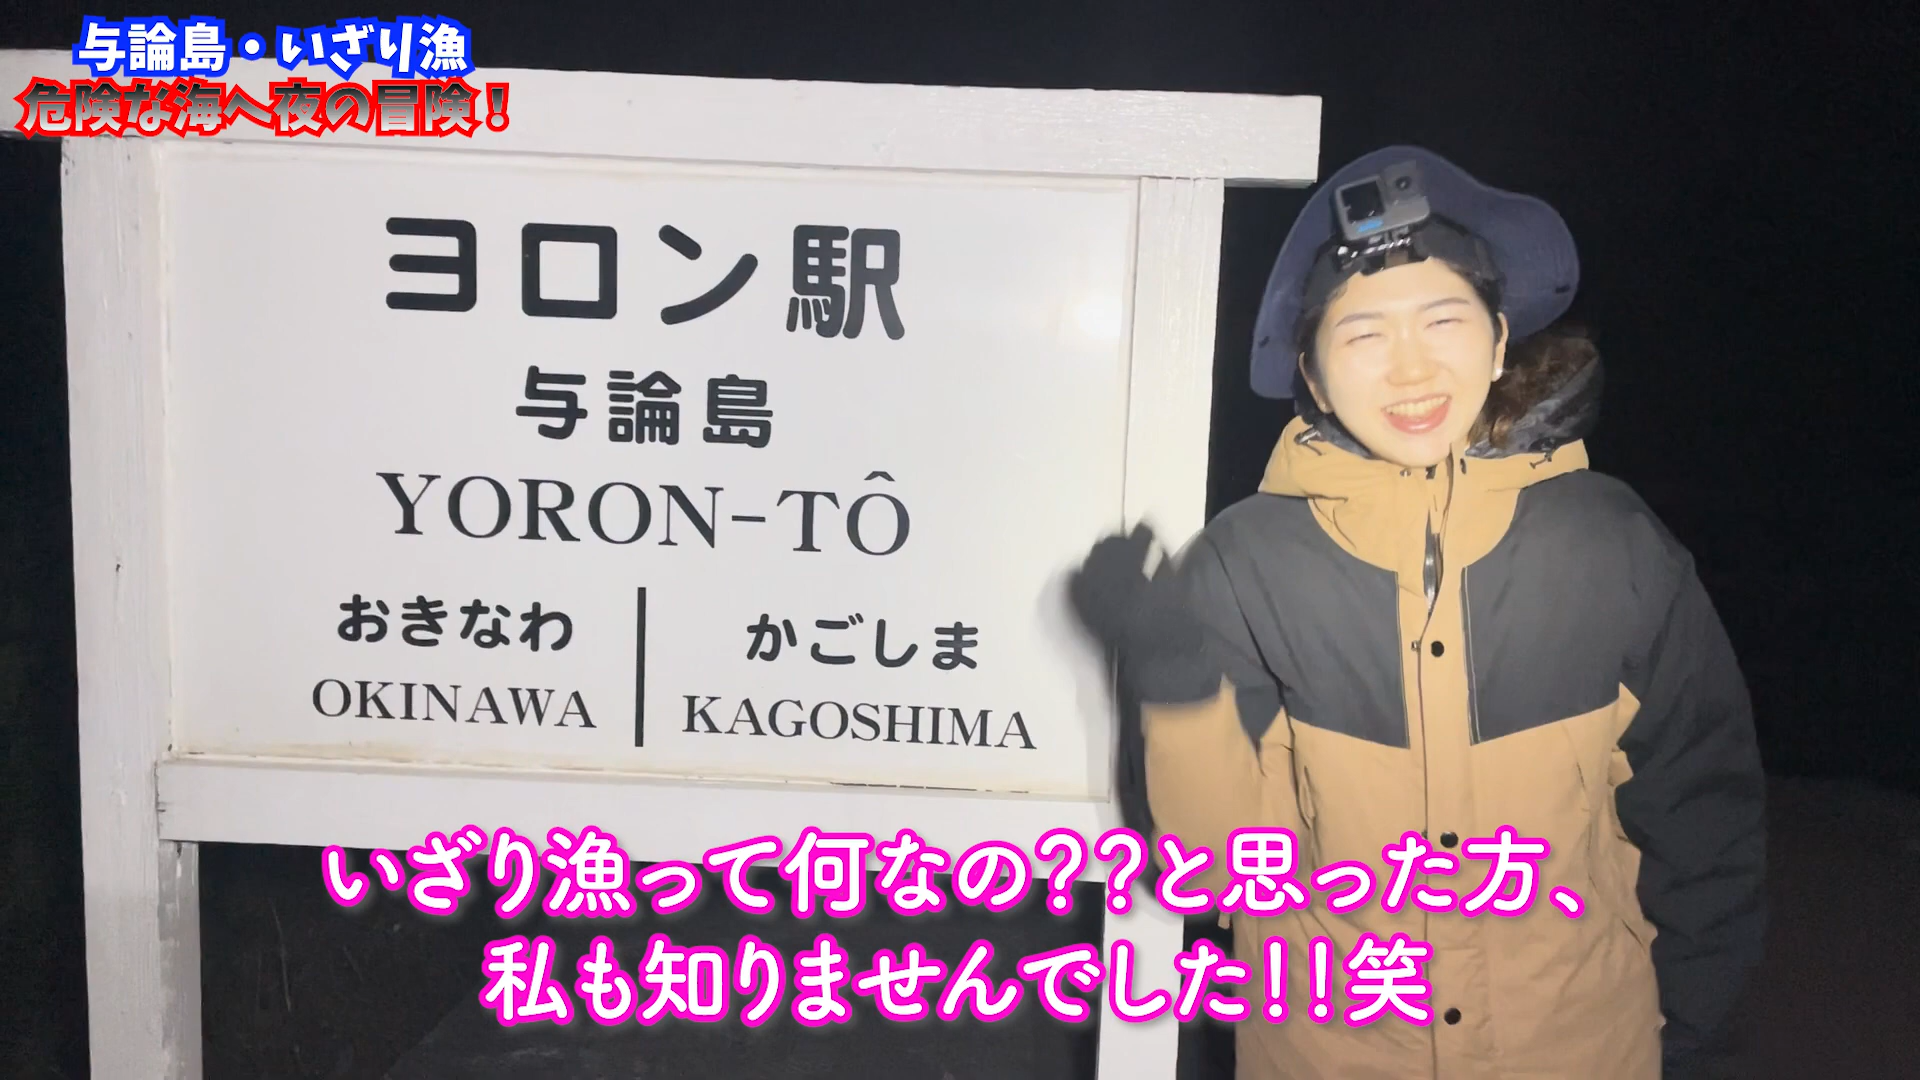 与論島・いざり漁
危険な海へ夜の冒険！
ヨロン駅
与論島
YORON-TÔ
おきなわ
OKINAWA
かごしま
KAGOSHIMA
いざり漁って何なの??と思った方、
私も知りませんでした!!笑